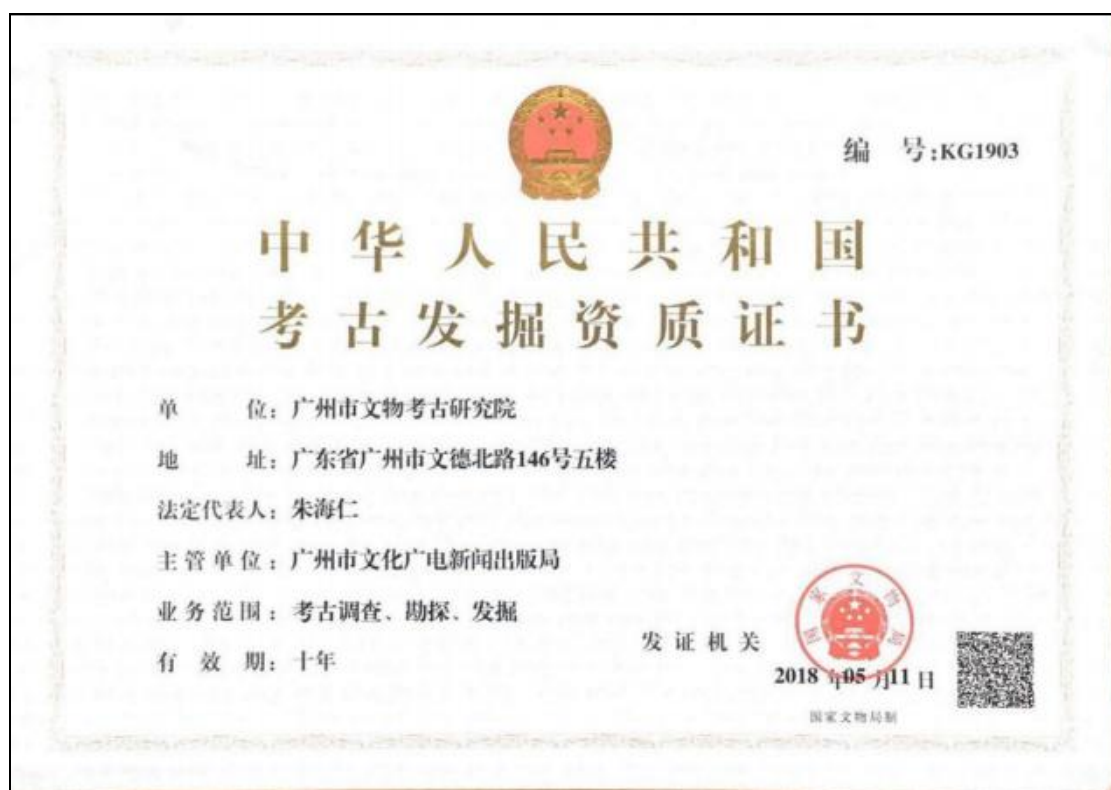 编 号:KG1903
中华人民共和国
考古发掘资质证书
单 位：广州市文物考古研究院
地 址：广东省广州市文德北路146号五楼
法定代表人：朱海仁
主管单位：广州市文化广电新闻出版局
业务范围：考古调查、勘探、发掘
有 效 期：十年
发证机关
国家文物局
2018年05月11日
国家文物局制